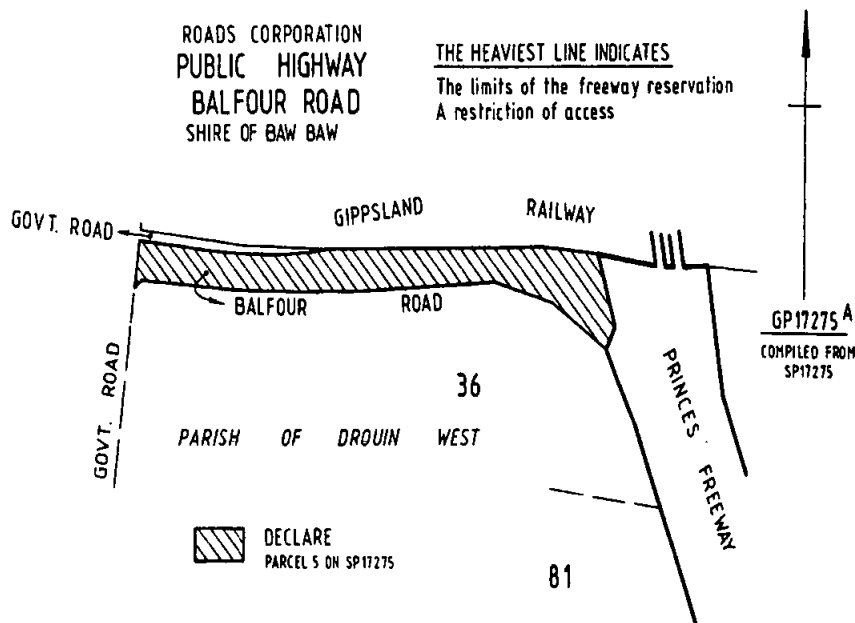 ROADS CORPORATION
PUBLIC HIGHWAY
BALFOUR ROAD
SHIRE OF BAW BAW
THE HEAVIEST LINE INDICATES
The limits of the freeway reservation
A restriction of access
GOVT. ROAD
GIPPSLAND RAILWAY
BALFOUR ROAD
GP17275 A
COMPILED FROM
SP17275
GOVT. ROAD
36
PRINCES FREEWAY
PARISH OF DROUIN WEST
DECLARE
PARCEL 5 ON SP17275
81